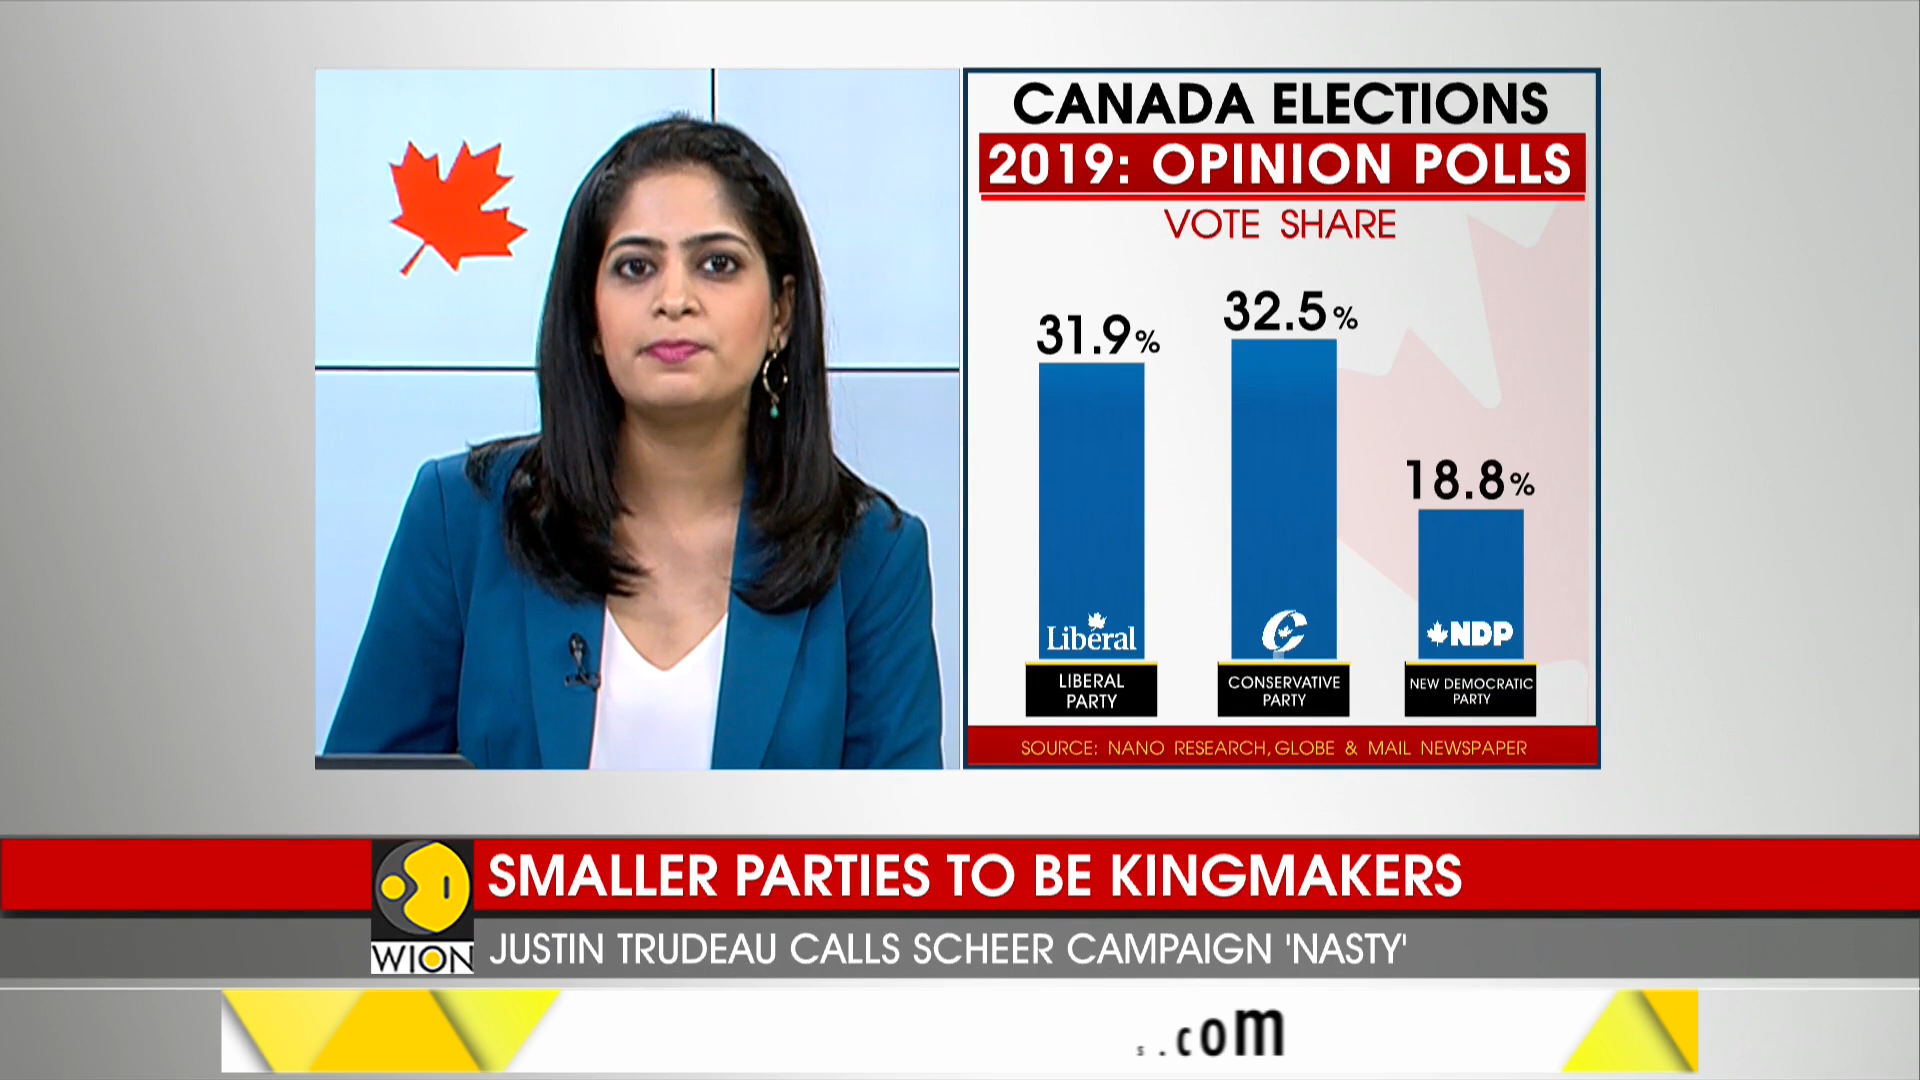 CANADA ELECTIONS
2019: OPINION POLLS
VOTE SHARE
31.9%
32.5%
18.8%
Liberal
NDP
LIBERAL
PARTY
CONSERVATIVE
PARTY
NEW DEMOCRATIC
PARTY
SOURCE: NANO RESEARCH, GLOBE & MAIL NEWSPAPER
SMALLER PARTIES TO BE KINGMAKERS
WION
JUSTIN TRUDEAU CALLS SCHEER CAMPAIGN 'NASTY'
s.com